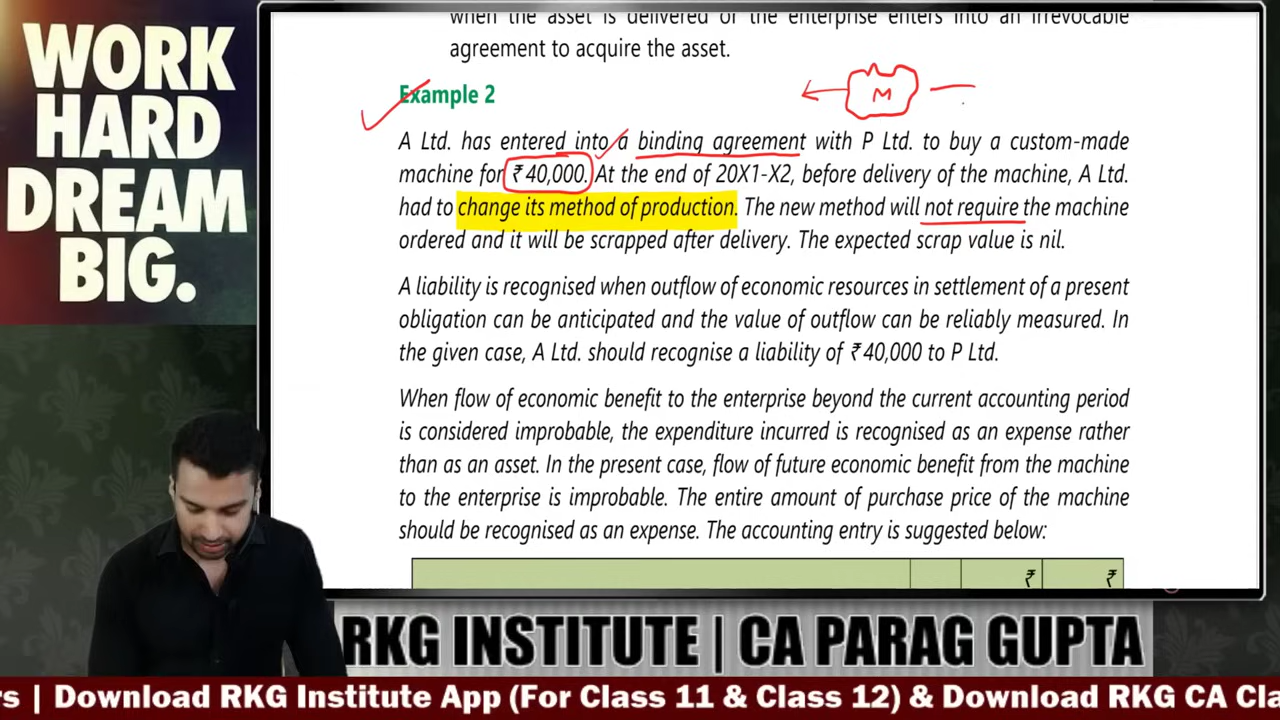 WORK
HARD
DREAM
BIG.
when the asset is delivered or the enterprise enters into an irrevocable
agreement to acquire the asset.
Example 2
M
A Ltd. has entered into a binding agreement with P Ltd. to buy a custom-made
machine for ₹ 40,000. At the end of 20X1-X2, before delivery of the machine, A Ltd.
had to change its method of production. The new method will not require the machine
ordered and it will be scrapped after delivery. The expected scrap value is nil.
A liability is recognised when outflow of economic resources in settlement of a present
obligation can be anticipated and the value of outflow can be reliably measured. In
the given case, A Ltd. should recognise a liability of ₹ 40,000 to P Ltd.
When flow of economic benefit to the enterprise beyond the current accounting period
is considered improbable, the expenditure incurred is recognised as an expense rather
than as an asset. In the present case, flow of future economic benefit from the machine
to the enterprise is improbable. The entire amount of purchase price of the machine
should be recognised as an expense. The accounting entry is suggested below:
₹ ₹
RKG INSTITUTE | CA PARAG GUPTA
rs | Download RKG Institute App (For Class 11 & Class 12) & Download RKG CA Cla